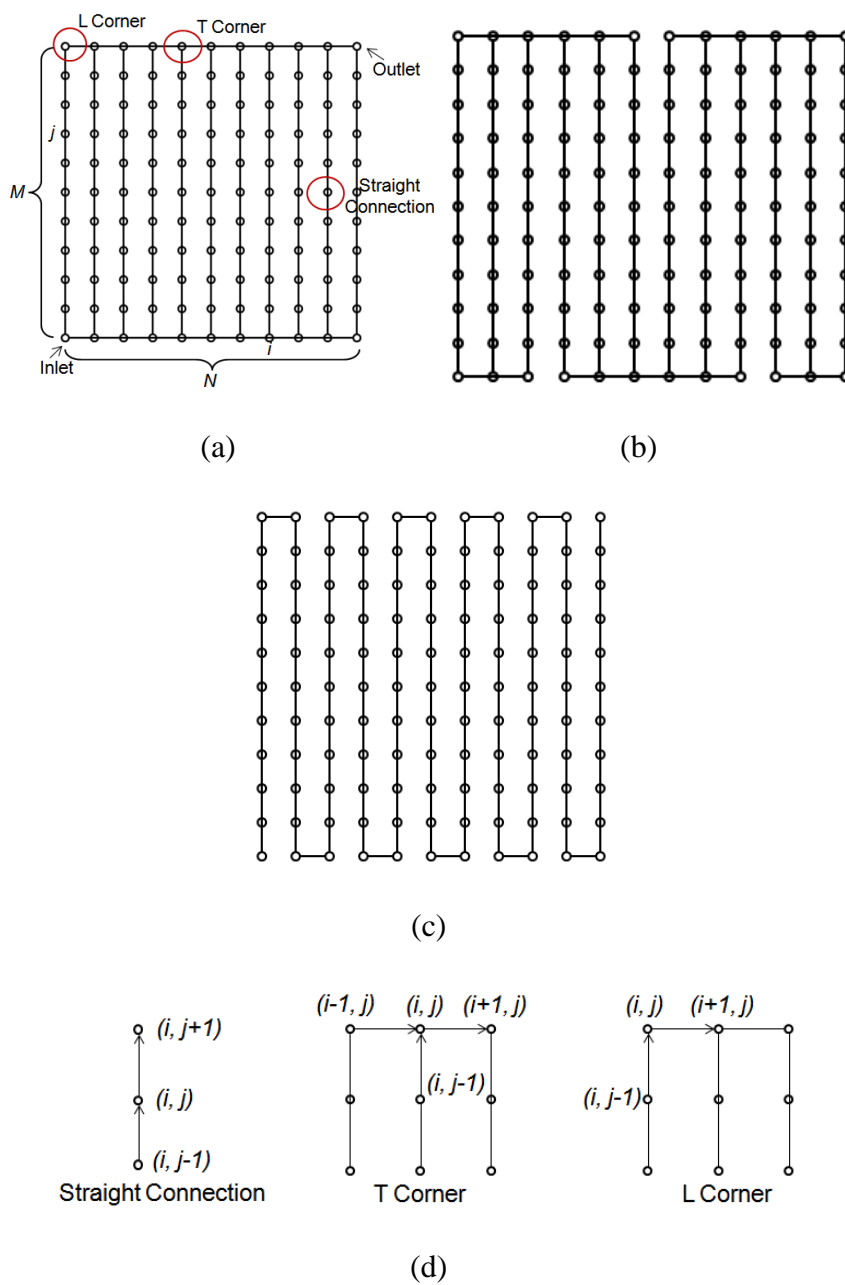 L Corner
T Corner
Outlet
j
M
Straight
Connection
Inlet
i
N
(a)
(b)
(c)
(i, j+1)
(i, j)
(i, j-1)
Straight Connection
(i-1, j) (i, j) (i+1, j)
(i, j-1)
T Corner
(i, j) (i+1, j)
(i, j-1)
L Corner
(d)